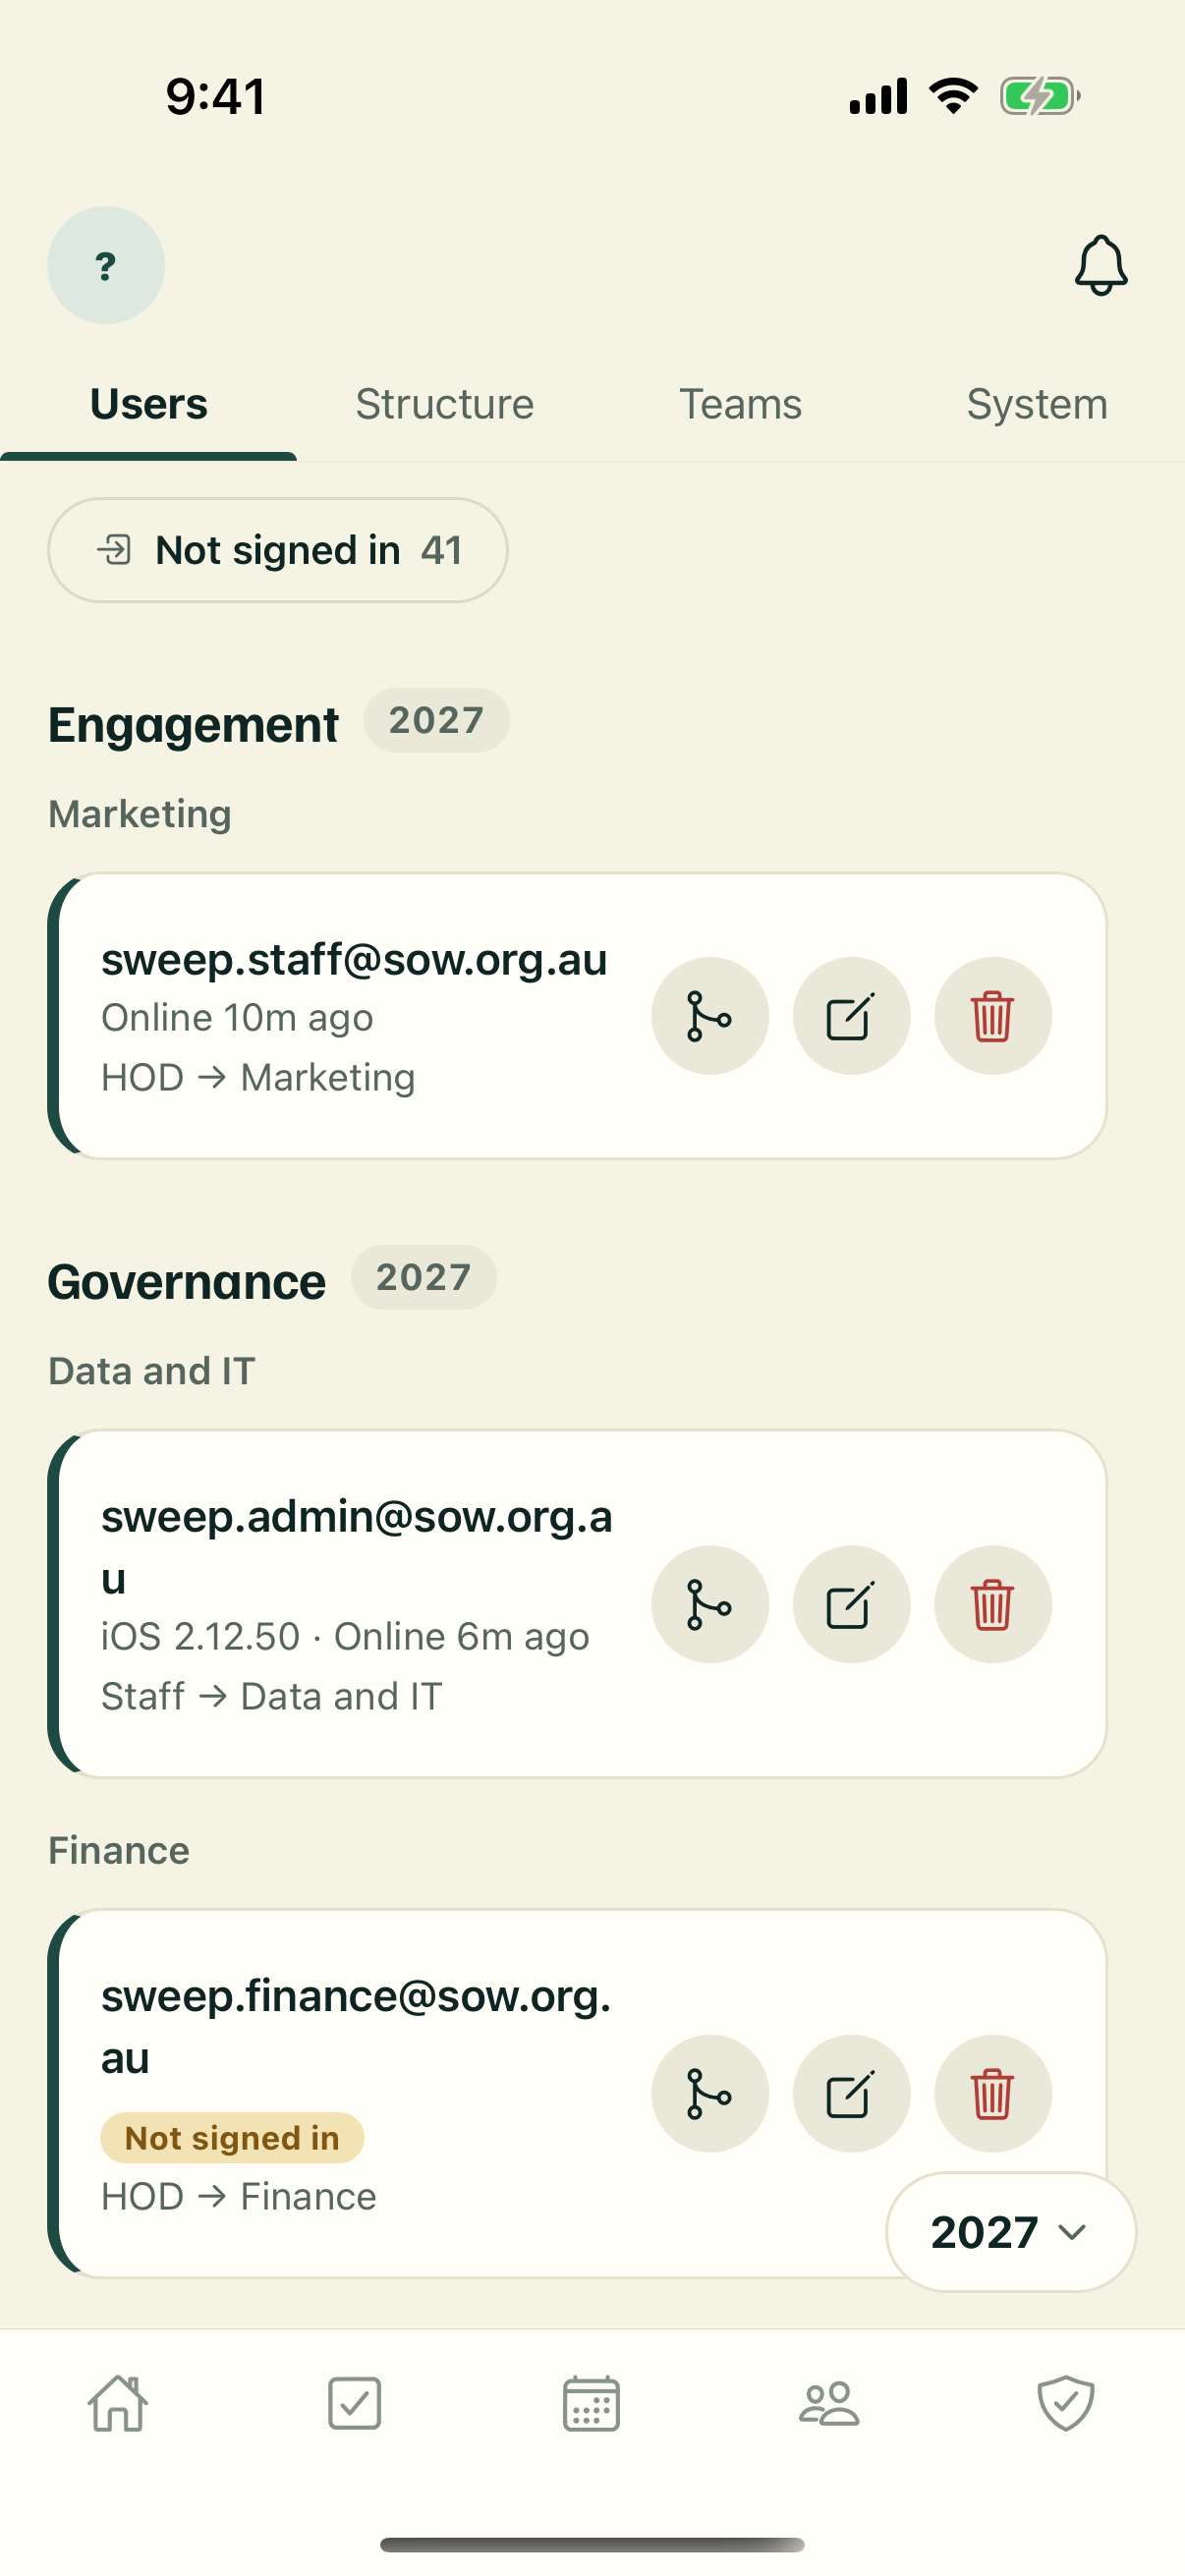 9:41
?
Users Structure Teams System
Not signed in 41
Engagement 2027
Marketing
sweep.staff@sow.org.au
Online 10m ago
HOD → Marketing
Governance 2027
Data and IT
sweep.admin@sow.org.a
u
iOS 2.12.50 · Online 6m ago
Staff → Data and IT
Finance
sweep.finance@sow.org.
au
Not signed in
HOD → Finance
2027